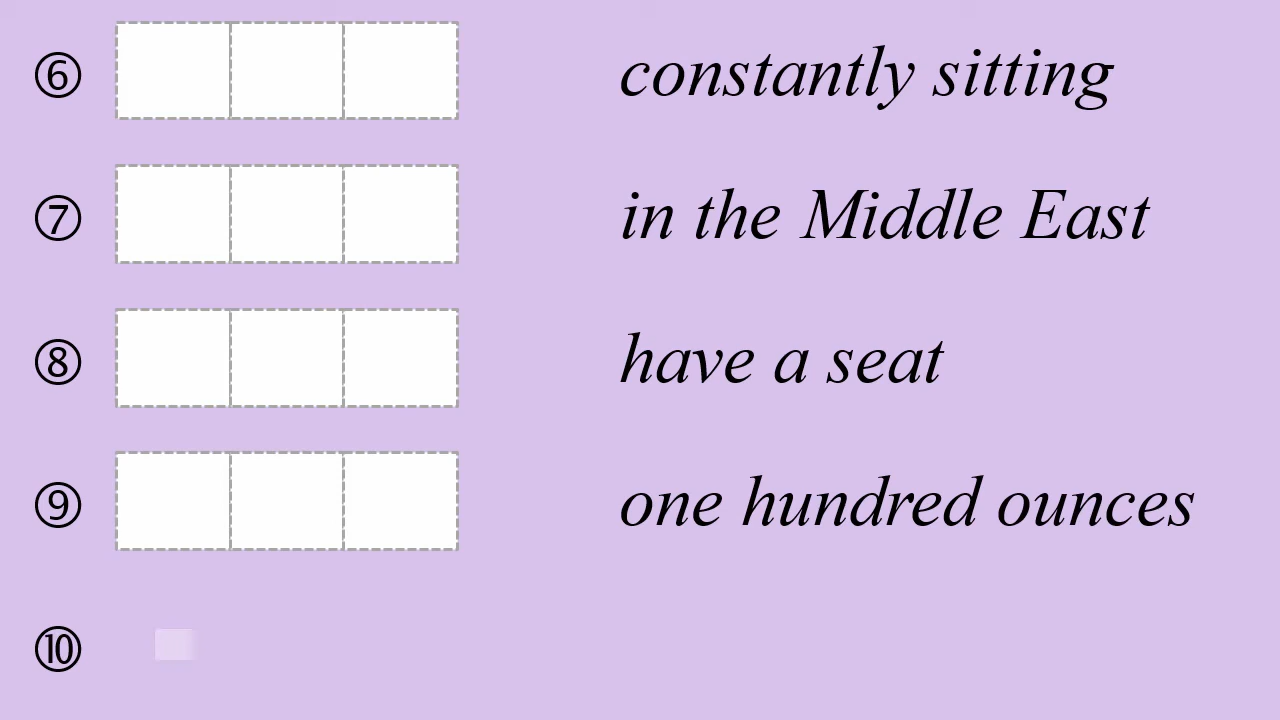 ⑥ constantly sitting
⑦ in the Middle East
⑧ have a seat
⑨ one hundred ounces
⑩